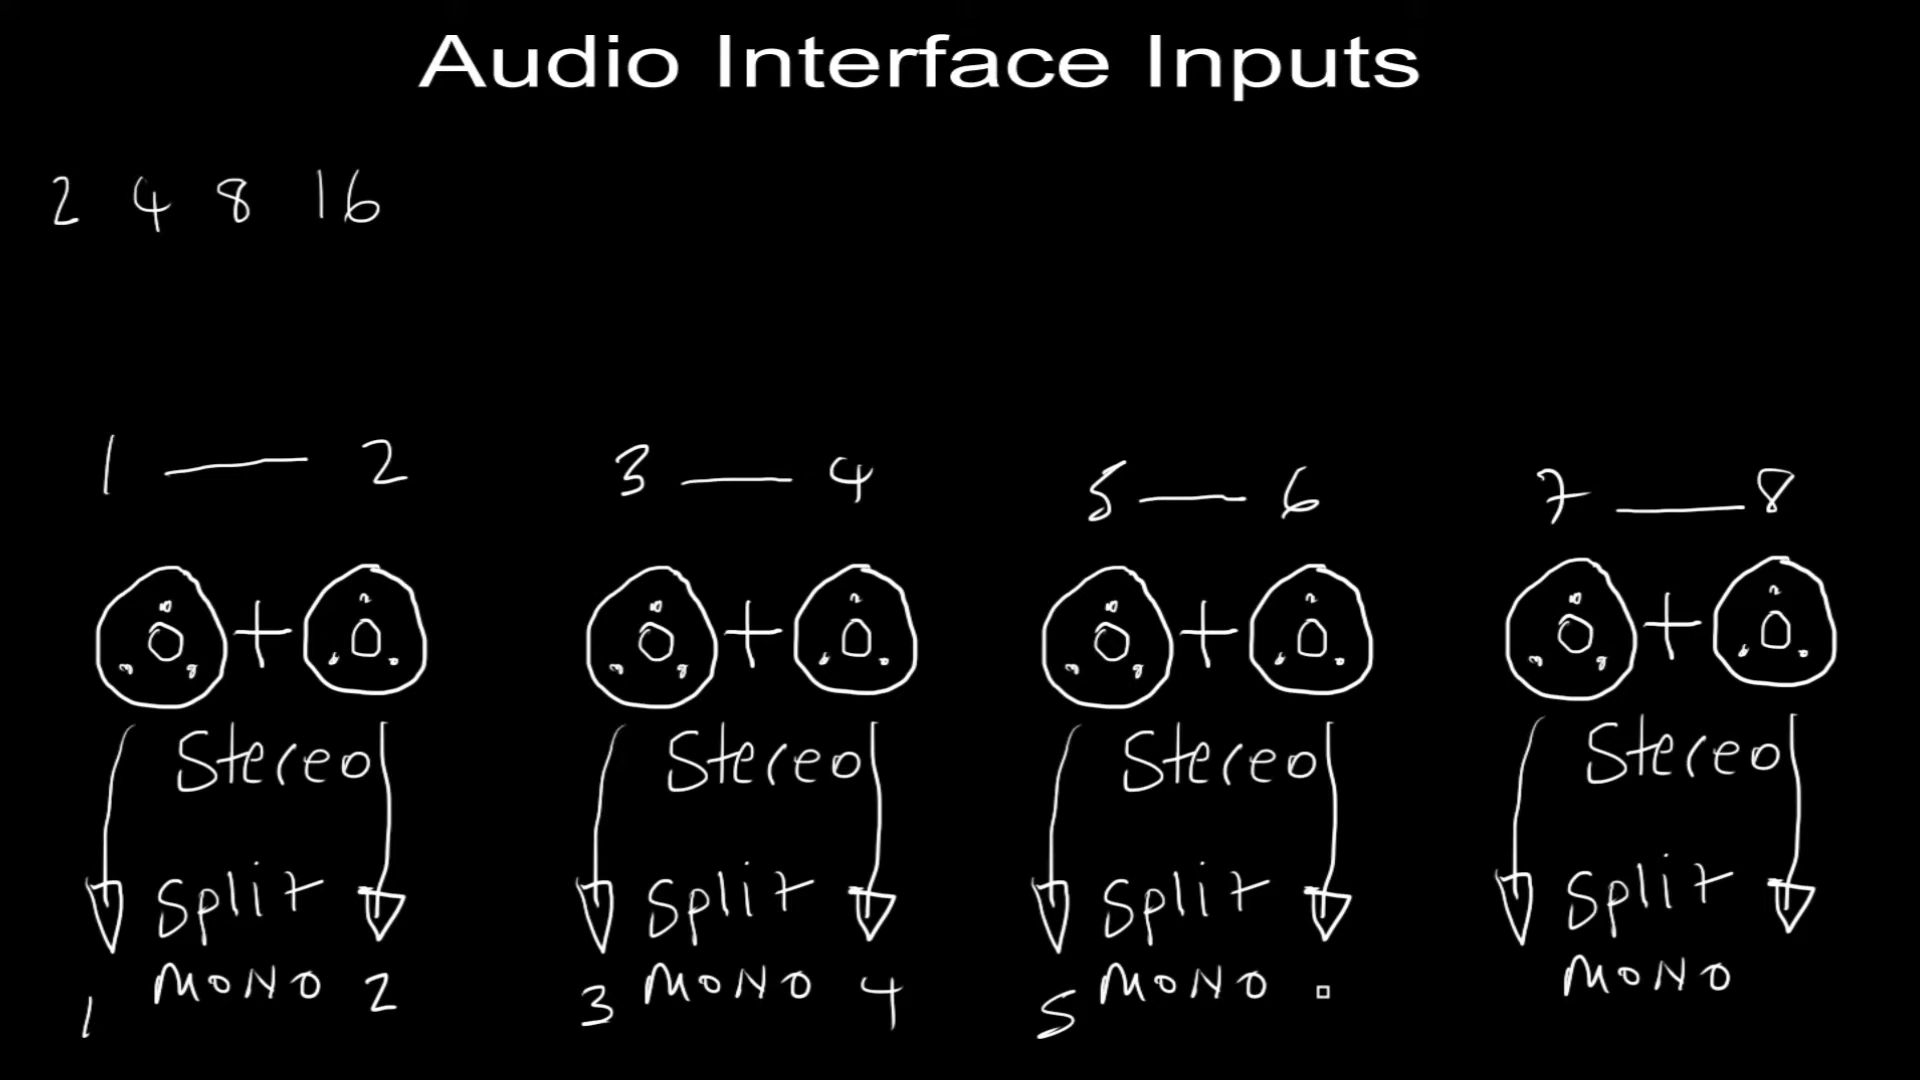 Audio Interface Inputs
2 4 8 16
1 — 2 3 — 4 5 — 6 7 — 8
+ + + +
Stereo Stereo Stereo Stereo
Split Split Split Split
1 MONO 2 3 MONO 4 5 MONO MONO